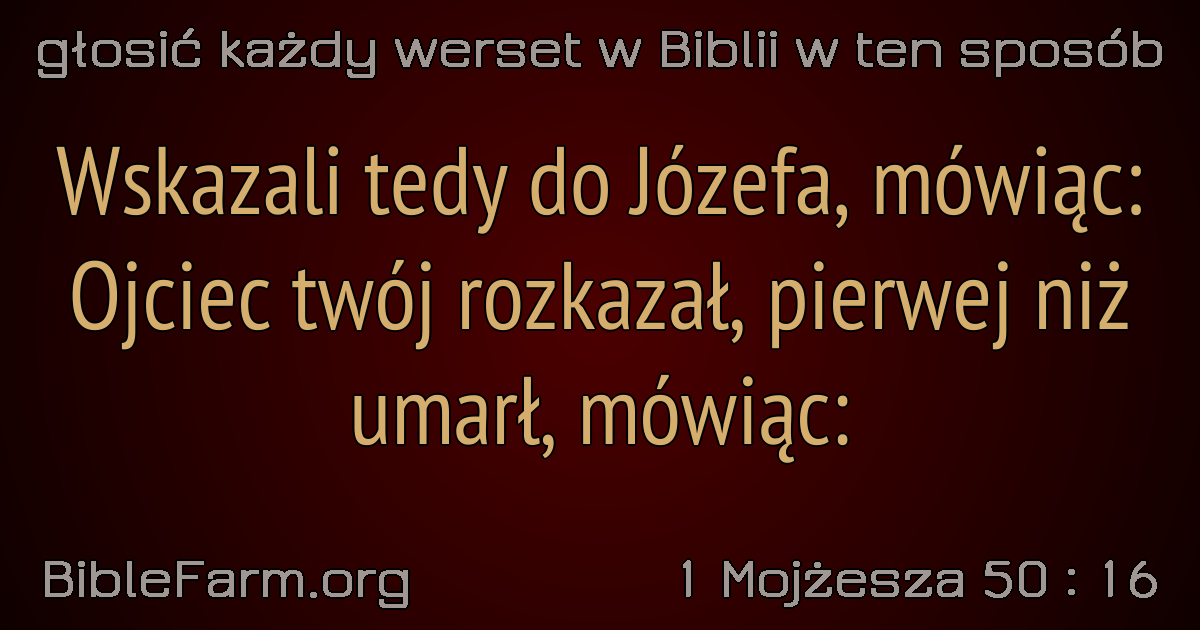 głosić każdy werset w Biblii w ten sposób
Wskazali tedy do Józefa, mówiąc:
Ojciec twój rozkazał, pierwej niż
umarł, mówiąc:
BibleFarm.org
1 Mojżesza 50 : 16